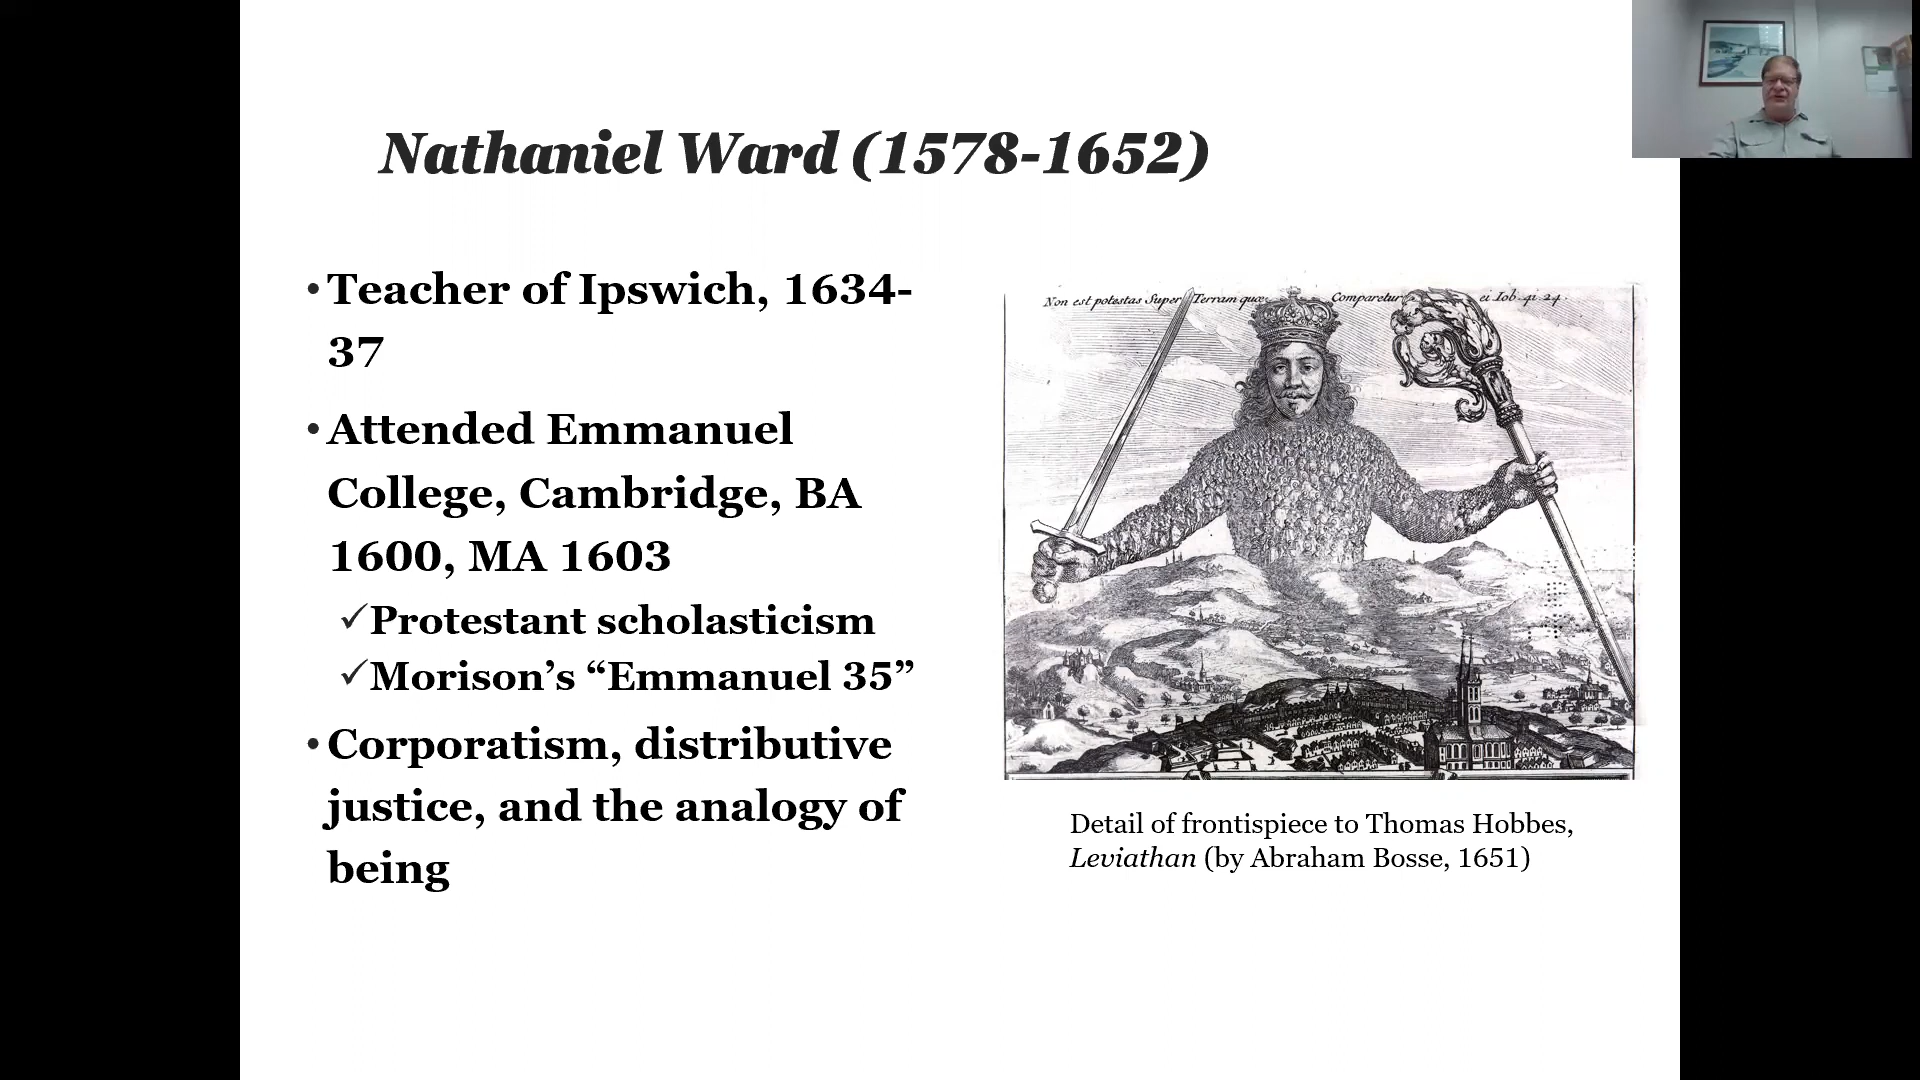 Nathaniel Ward (1578-1652)
•Teacher of Ipswich, 1634-
37
•Attended Emmanuel
College, Cambridge, BA
1600, MA 1603
✓Protestant scholasticism
✓Morison’s “Emmanuel 35”
•Corporatism, distributive
justice, and the analogy of
being
Non est potestas Super Terram quæ Comparetur ei Iob. 41. 24.
Detail of frontispiece to Thomas Hobbes,
Leviathan (by Abraham Bosse, 1651)